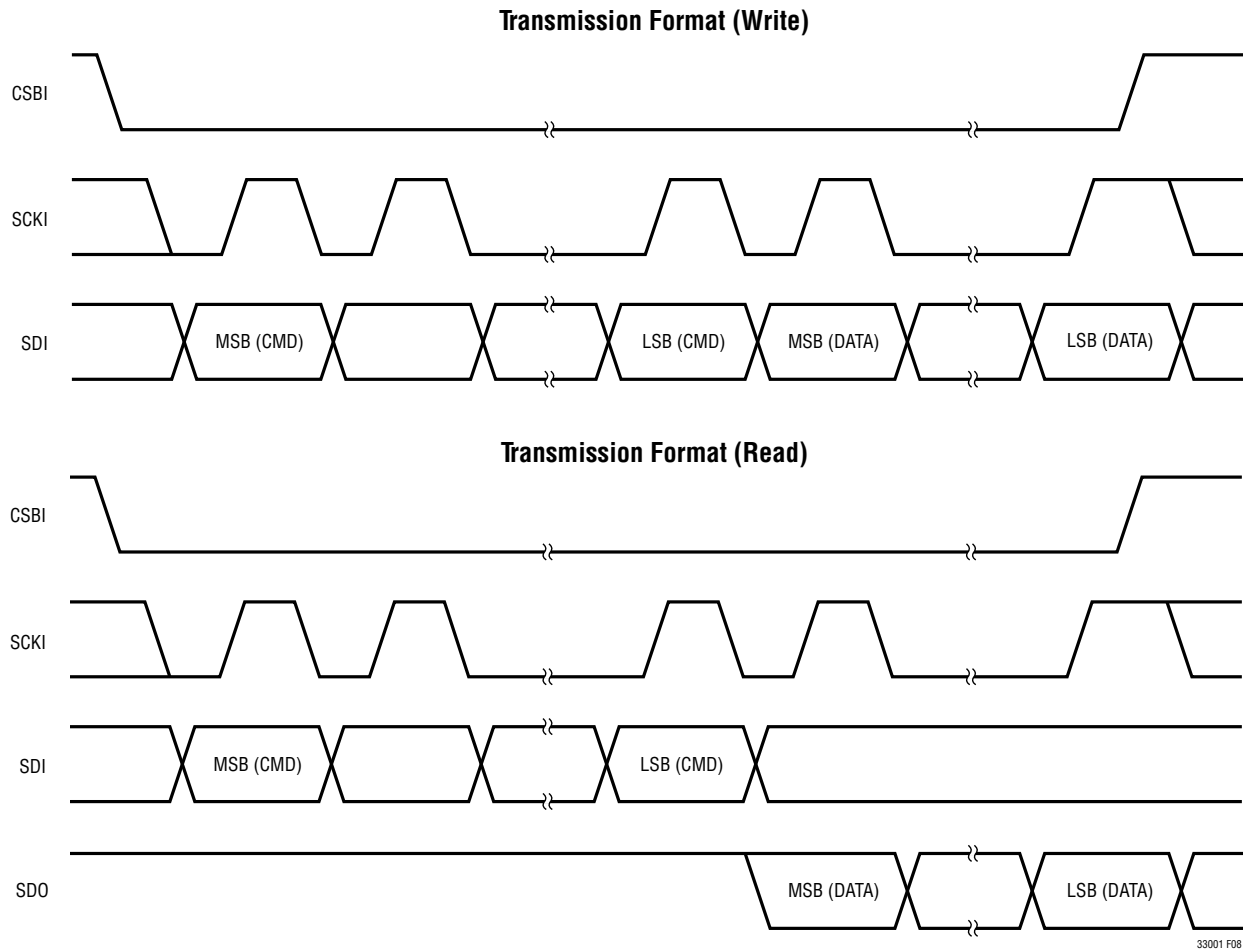 Transmission Format (Write)
CSBI
SCKI
SDI
MSB (CMD)
LSB (CMD)
MSB (DATA)
LSB (DATA)
Transmission Format (Read)
CSBI
SCKI
SDI
MSB (CMD)
LSB (CMD)
SDO
MSB (DATA)
LSB (DATA)
33001 F08